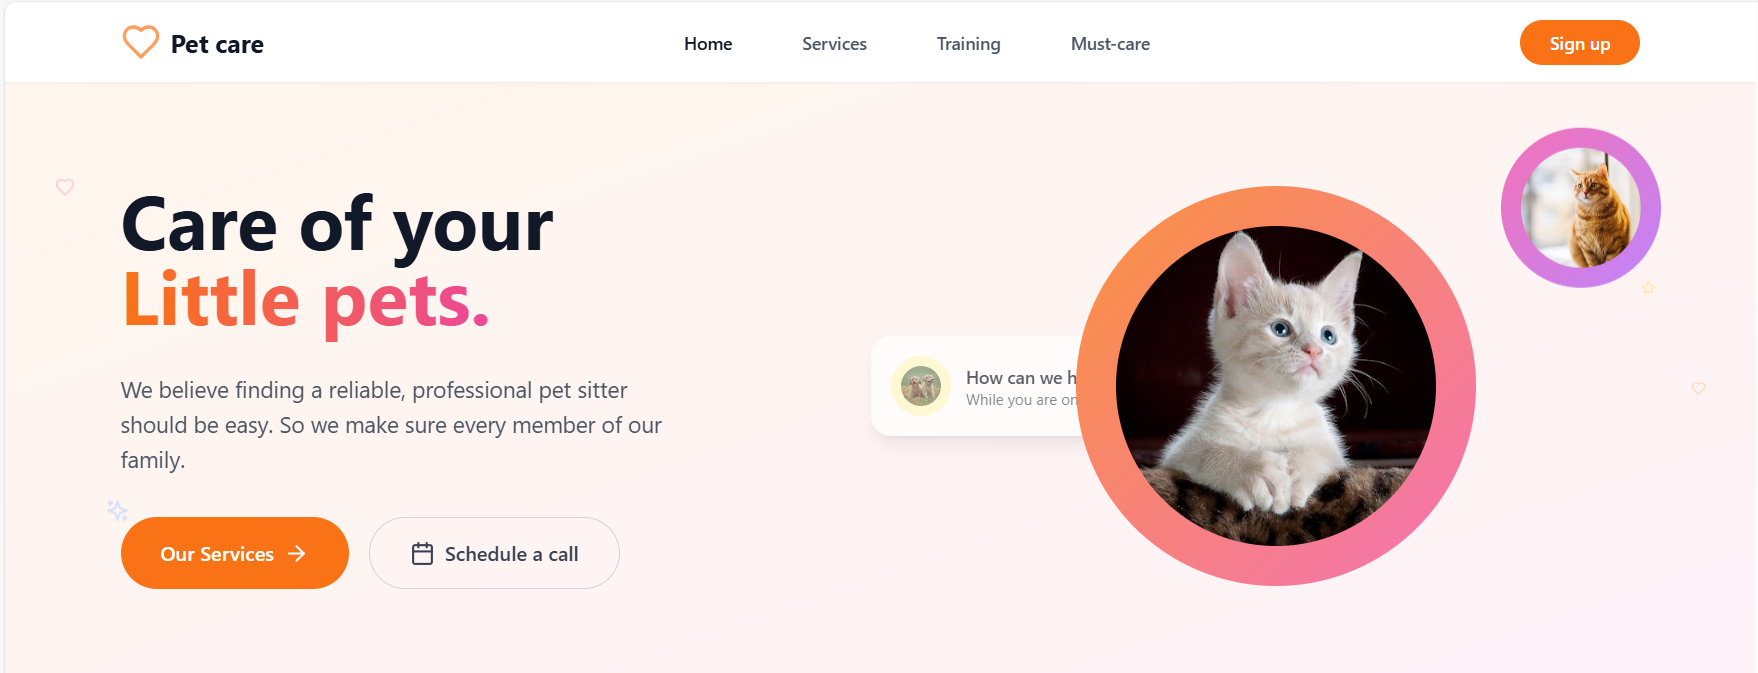 Pet care
Home
Services
Training
Must-care
Sign up
Care of your
Little pets.
We believe finding a reliable, professional pet sitter
should be easy. So we make sure every member of our
family.
Our Services
Schedule a call
How can we h
While you are on